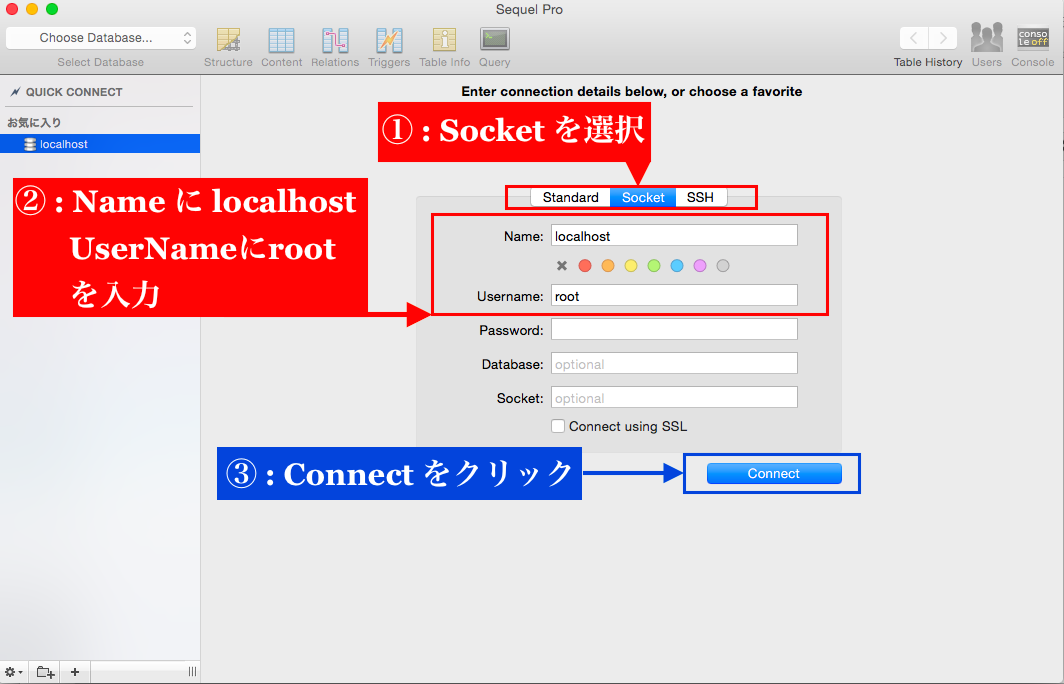 Sequel Pro
Choose Database...
Select Database
Structure
Content
Relations
Triggers
Table Info
Query
Table History
Users
conso
le off
Console
QUICK CONNECT
お気に入り
localhost
Enter connection details below, or choose a favorite
① : Socket を選択
② : Name に localhost
UserNameにroot
を入力
Standard
Socket
SSH
Name: localhost
Username: root
Password:
Database: optional
Socket: optional
Connect using SSL
③ : Connect をクリック
Connect